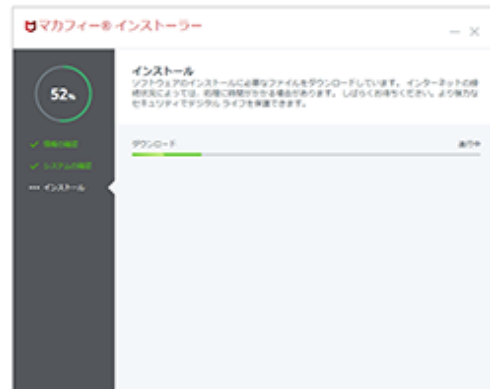 マカフィー® インストーラー
52%
✓ 情報の確認
✓ システムの確認
••• インストール
インストール
ソフトウェアのインストールに必要なファイルをダウンロードしています。インターネットの接
続状況によっては、処理に時間がかかる場合があります。しばらくお待ちください。より強力な
セキュリティでデジタル ライフを保護できます。
ダウンロード
進行中